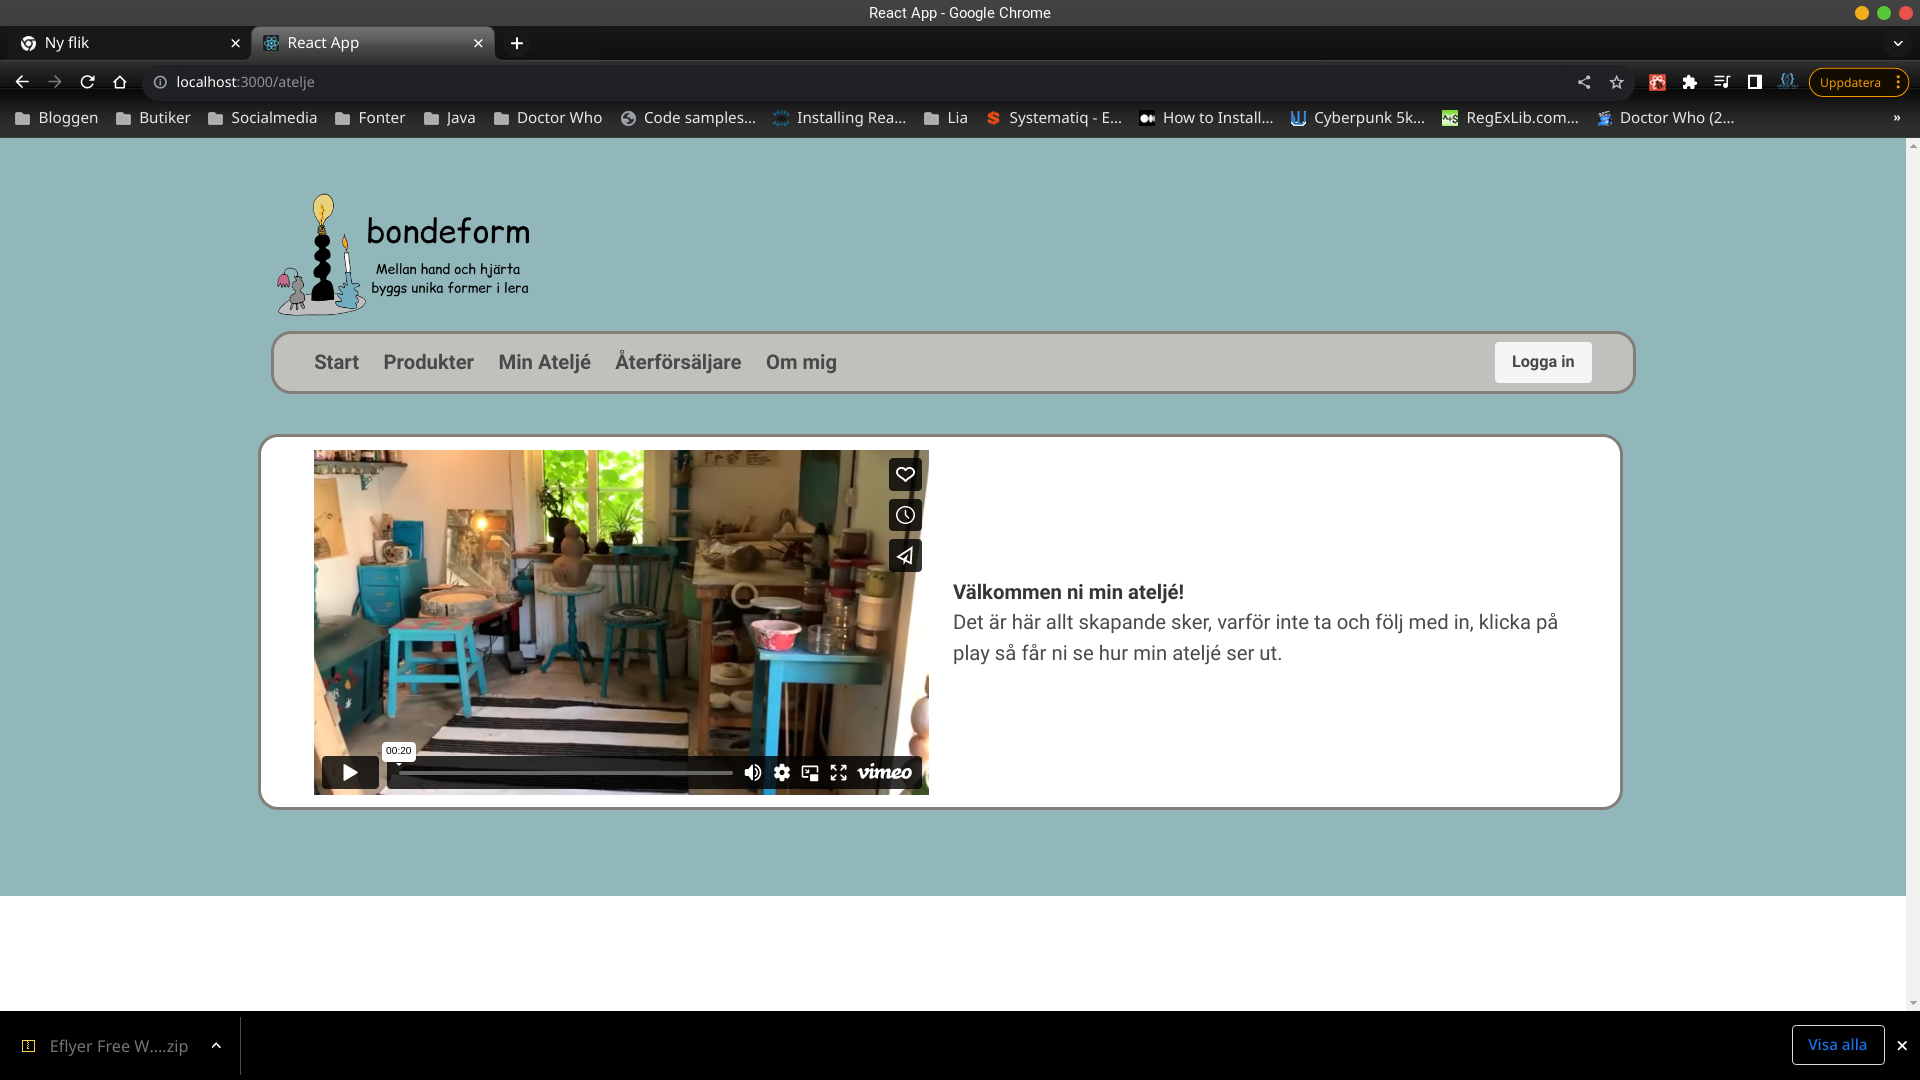 React App - Google Chrome
Ny flik
React App
localhost:3000/atelje
Uppdatera
Bloggen
Butiker
Socialmedia
Fonter
Java
Doctor Who
Code samples...
Installing Rea...
Lia
Systematiq - E...
How to Install...
Cyberpunk 5k...
RegExLib.com...
Doctor Who (2...
»
bondeform
Mellan hand och hjärta
byggs unika former i lera
Start
Produkter
Min Ateljé
Återförsäljare
Om mig
Logga in
Välkommen ni min ateljé!
Det är här allt skapande sker, varför inte ta och följ med in, klicka på
play så får ni se hur min ateljé ser ut.
00:20
vimeo
Eflyer Free W....zip
Visa alla